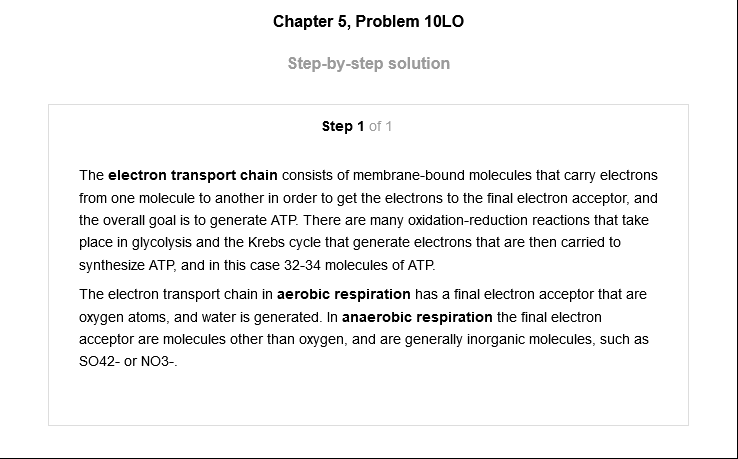 Chapter 5, Problem 10LO
Step-by-step solution
Step 1 of 1
The electron transport chain consists of membrane-bound molecules that carry electrons
from one molecule to another in order to get the electrons to the final electron acceptor, and
the overall goal is to generate ATP. There are many oxidation-reduction reactions that take
place in glycolysis and the Krebs cycle that generate electrons that are then carried to
synthesize ATP, and in this case 32-34 molecules of ATP.
The electron transport chain in aerobic respiration has a final electron acceptor that are
oxygen atoms, and water is generated. In anaerobic respiration the final electron
acceptor are molecules other than oxygen, and are generally inorganic molecules, such as
SO42- or NO3-.